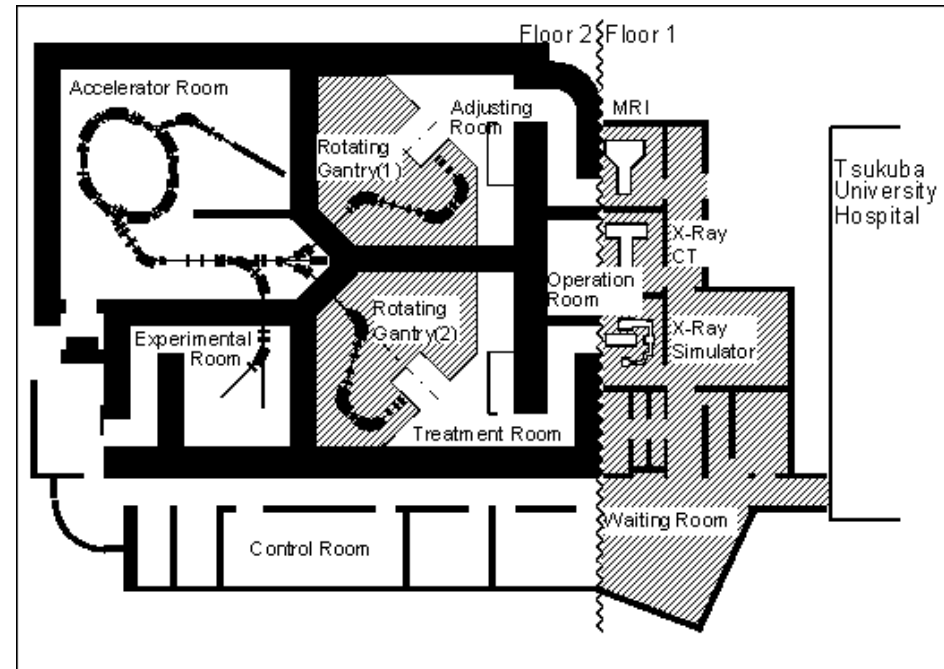 Floor 2
Floor 1
Accelerator Room
MRI
Adjusting
Room
Rotating
Gantry(1)
Tsukuba
University
Hospital
X-Ray
CT
Operation
Room
Rotating
Gantry(2)
Experimental
Room
X-Ray
Simulator
Treatment Room
Waiting Room
Control Room